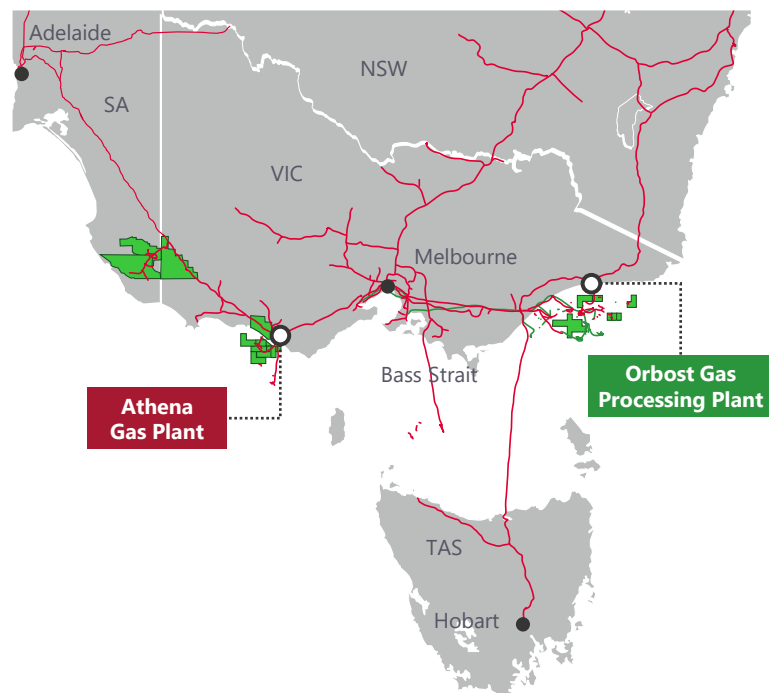 Adelaide
NSW
SA
VIC
Melbourne
Bass Strait
Orbost Gas
Processing Plant
Athena
Gas Plant
TAS
Hobart